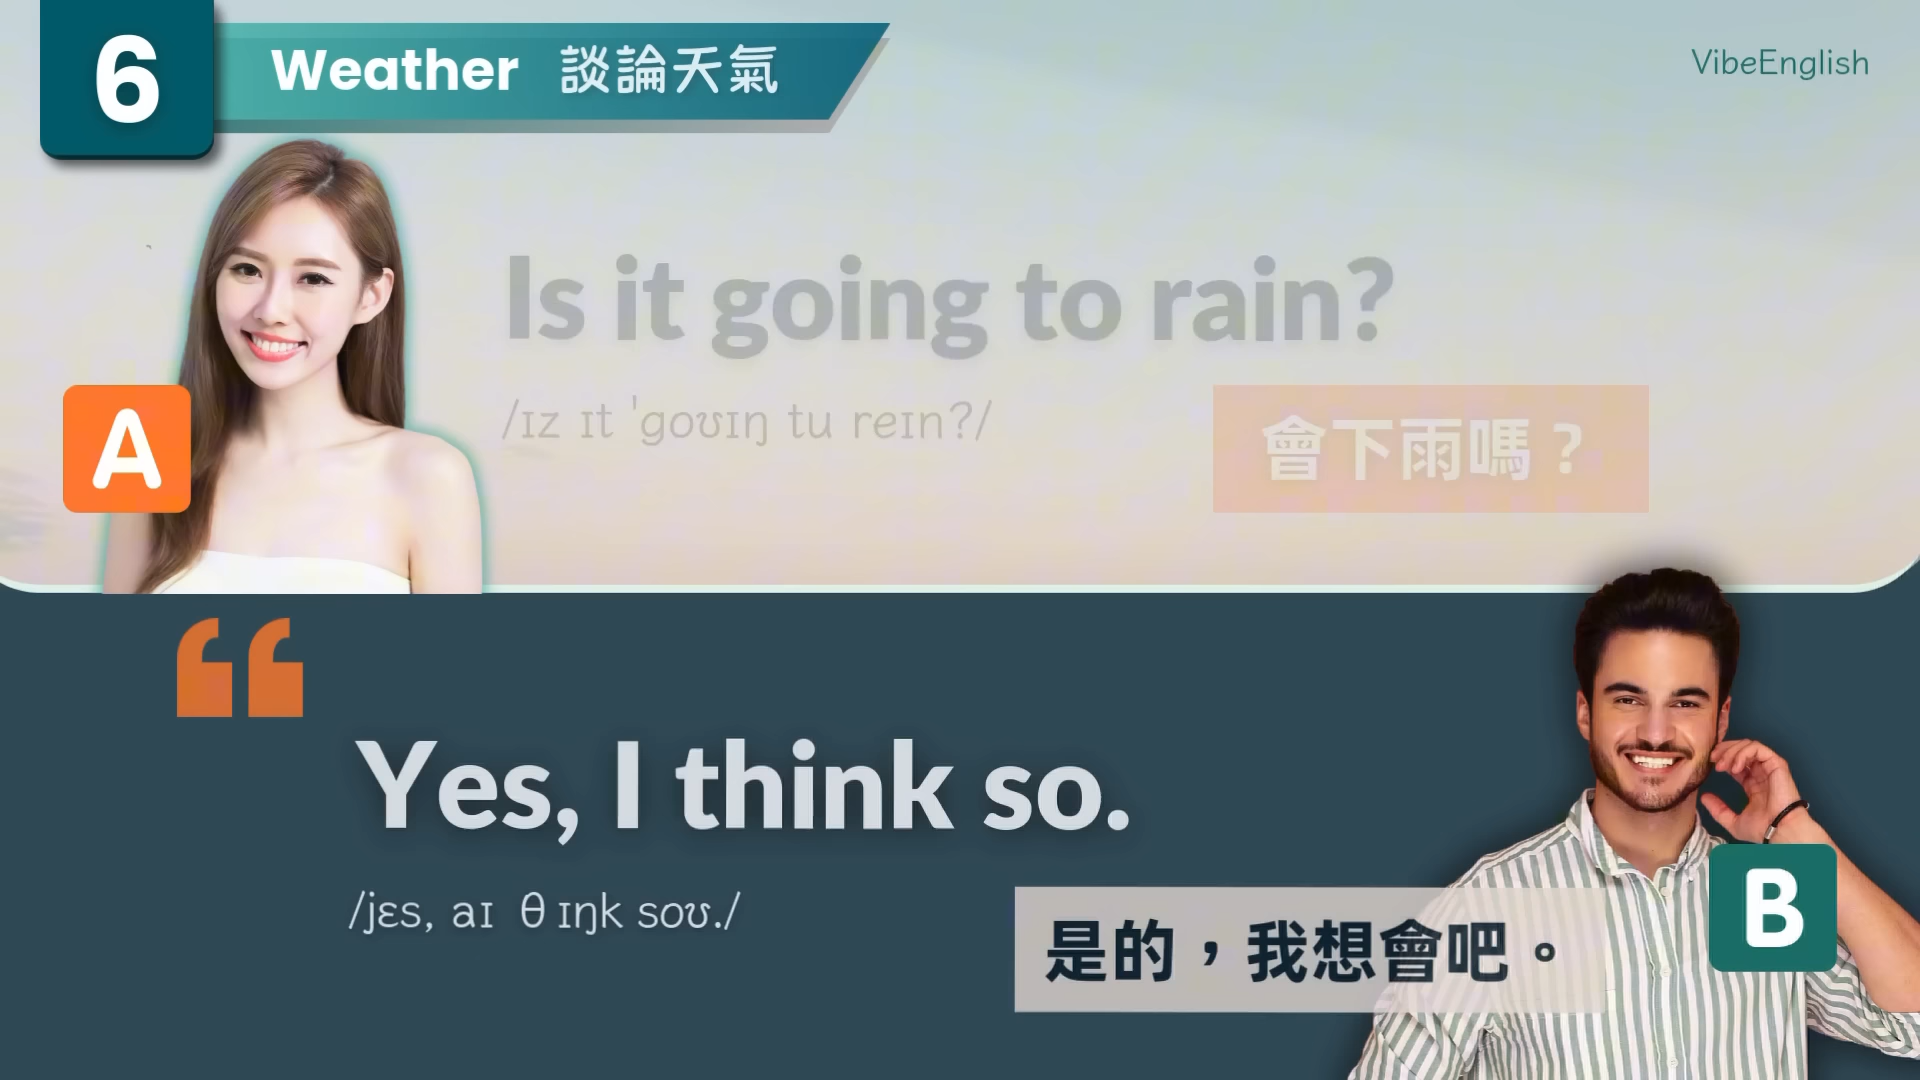 6
Weather 談論天氣
VibeEnglish
Is it going to rain?
/ɪz ɪt ˈgoʊɪŋ tu reɪn?/
會下雨嗎？
A
Yes, I think so.
/jɛs, aɪ θɪŋk soʊ./
是的，我想會吧。
B